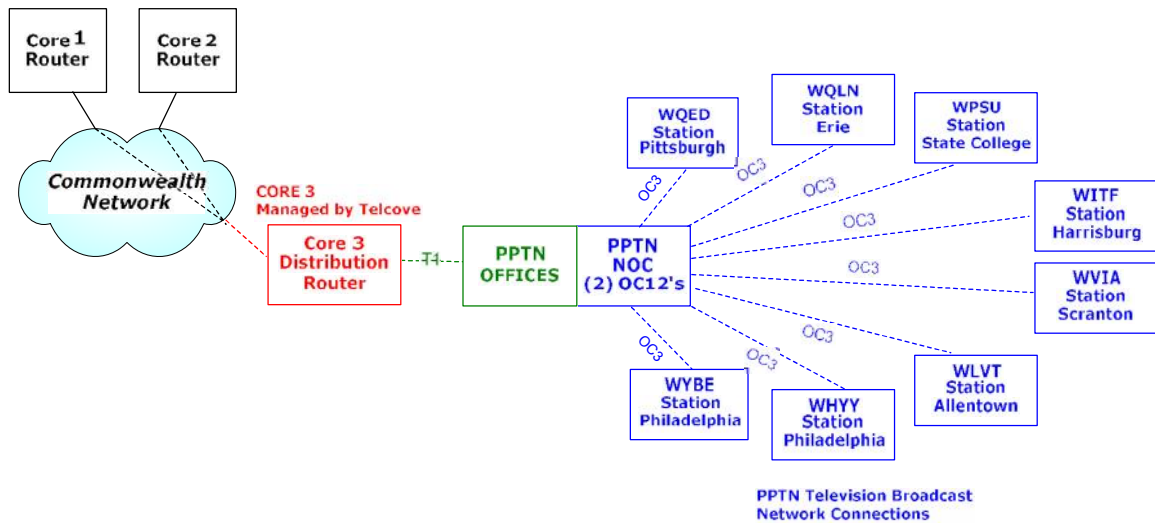 Core 1
Router
Core 2
Router
Commonwealth
Network
CORE 3
Managed by Telcove
Core 3
Distribution
Router
T1
PPTN
OFFICES
PPTN
NOC
(2) OC12's
WQED
Station
Pittsburgh
OC3
WQLN
Station
Erie
OC3
WPSU
Station
State College
OC3
WITF
Station
Harrisburg
OC3
WVIA
Station
Scranton
OC3
WLVT
Station
Allentown
OC3
WHYY
Station
Philadelphia
OC3
WYBE
Station
Philadelphia
OC3
PPTN Television Broadcast
Network Connections